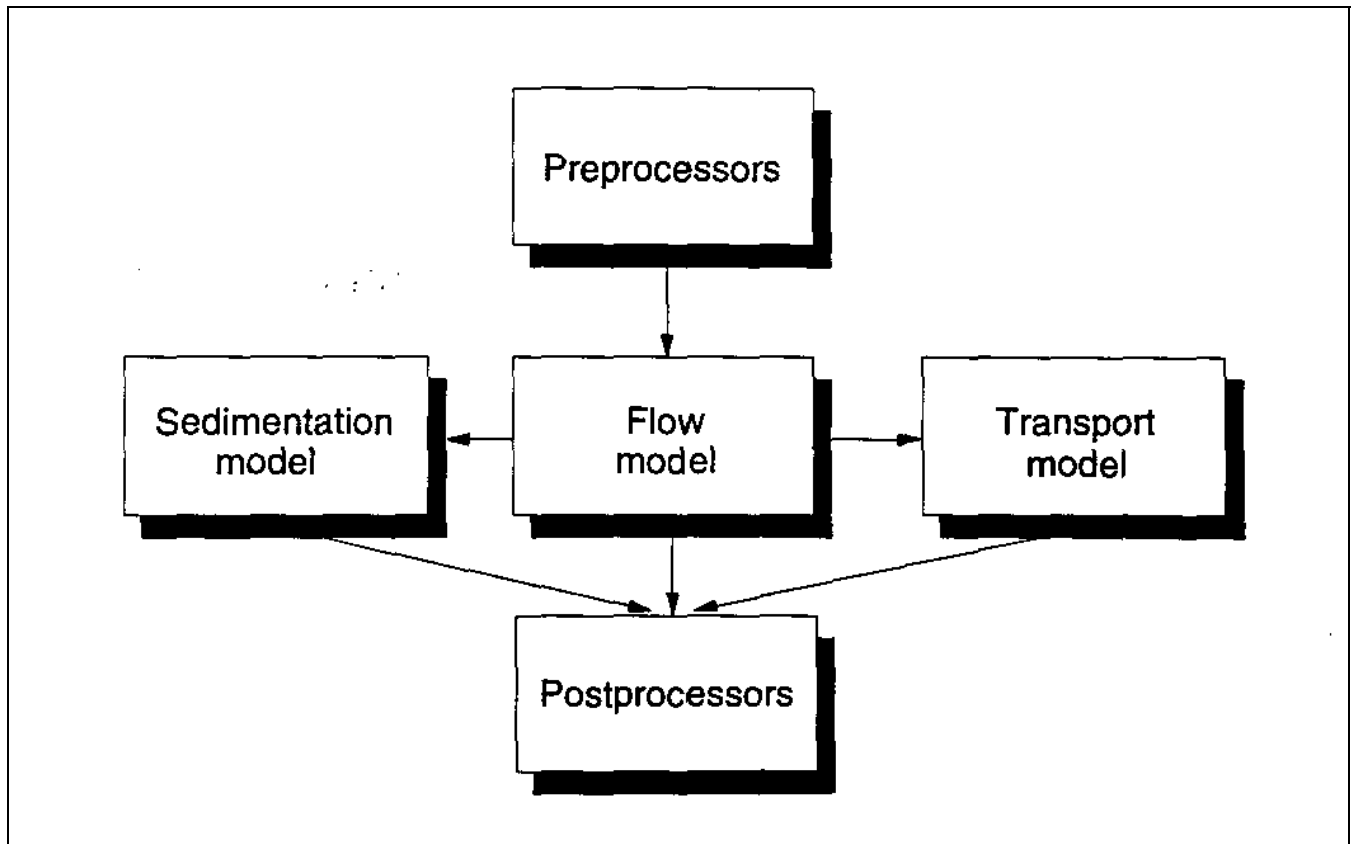 Preprocessors
Sedimentation
model
Flow
model
Transport
model
Postprocessors